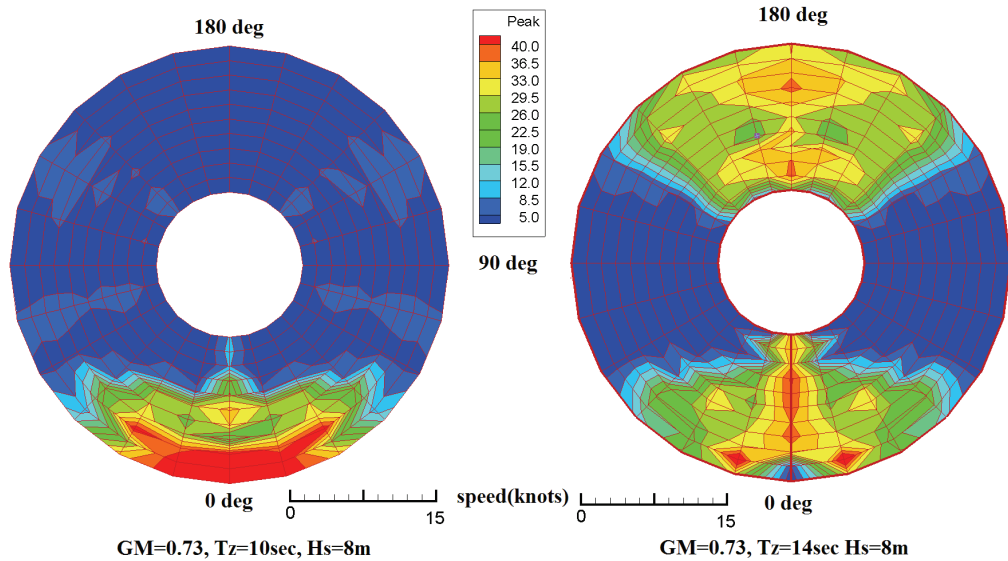 180 deg
Peak
40.0
36.5
33.0
29.5
26.0
22.5
19.0
15.5
12.0
8.5
5.0
180 deg
90 deg
0 deg
0
15
speed(knots)
0
15
0 deg
GM=0.73, Tz=10sec, Hs=8m
GM=0.73, Tz=14sec Hs=8m